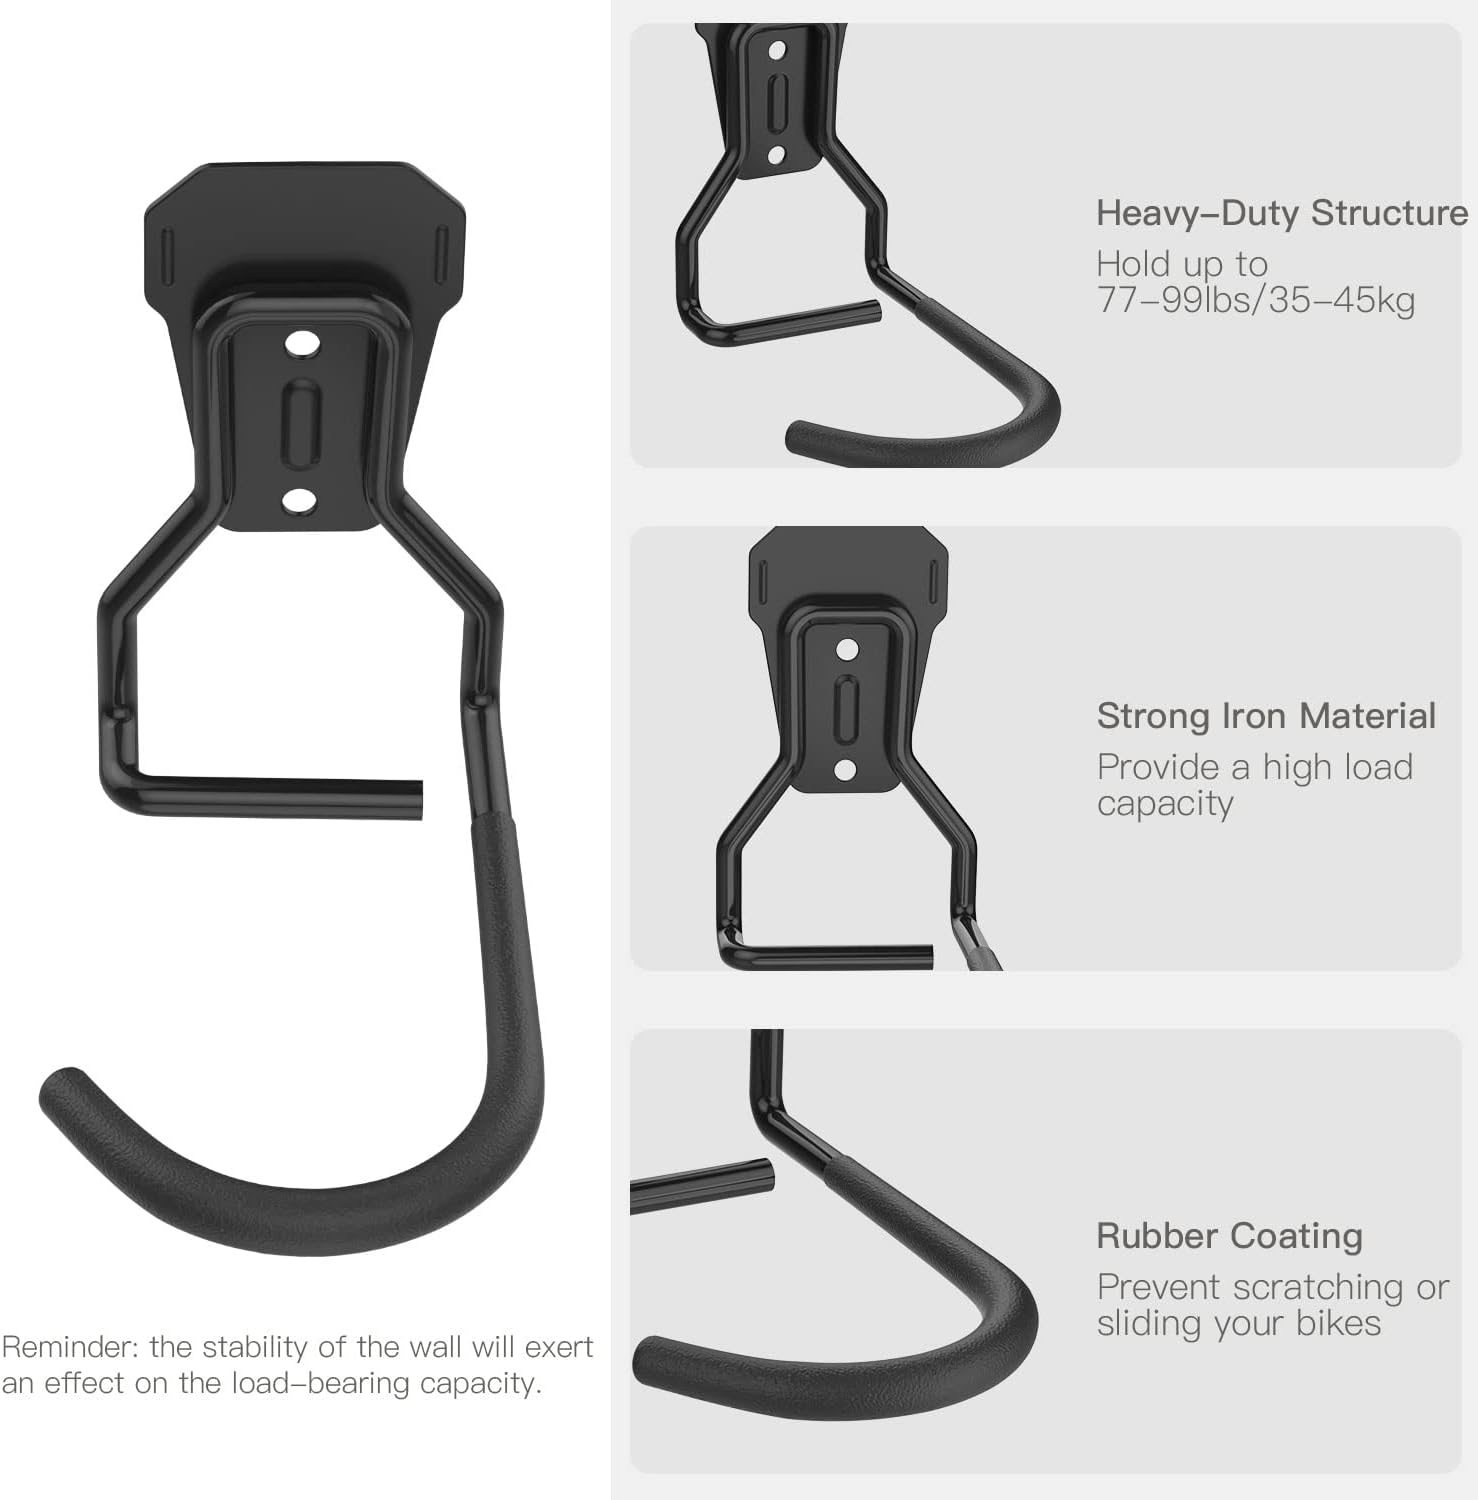 Heavy-Duty Structure
Hold up to
77-99lbs/35-45kg
Strong Iron Material
Provide a high load
capacity
Rubber Coating
Prevent scratching or
sliding your bikes
Reminder: the stability of the wall will exert
an effect on the load-bearing capacity.